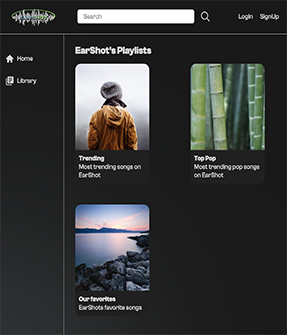 Search
Login SignUp
EarShot's Playlists
Home
Library
Trending
Most trending songs on
EarShot
Top Pop
Most trending pop songs
on EarShot
Our favorites
EarShots favorite songs